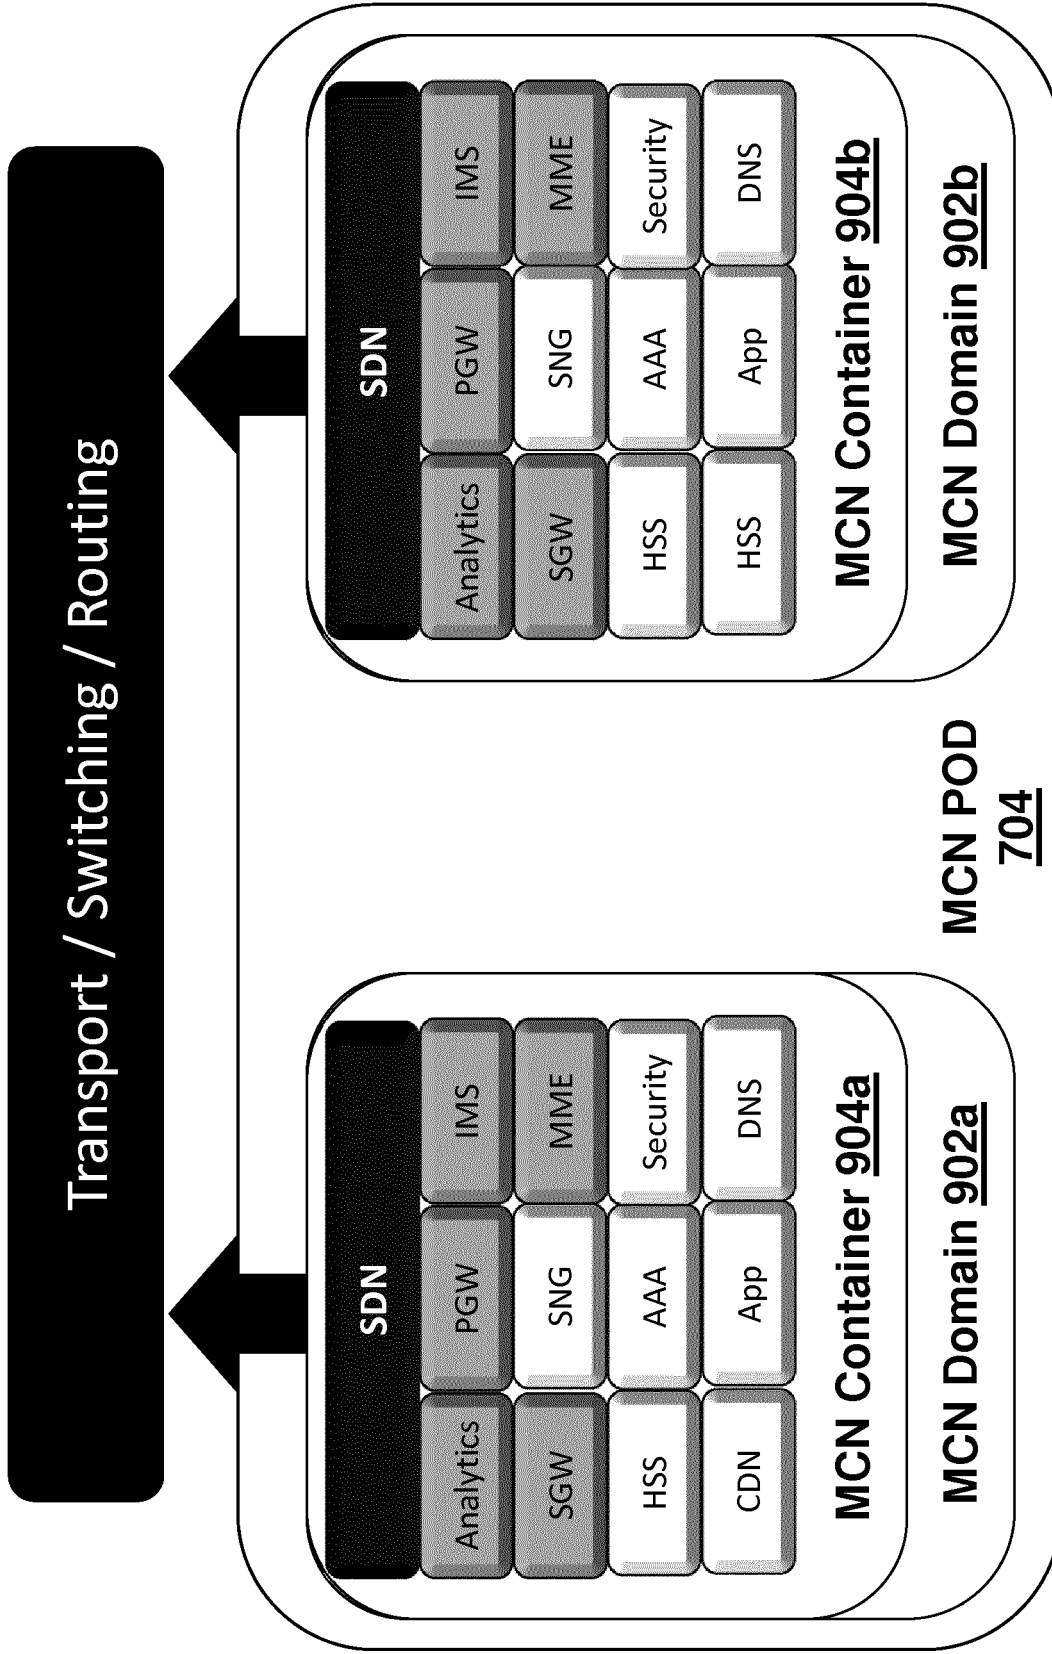 Transport / Switching / Routing
SDN
Analytics PGW IMS
SGW SNG MME
HSS AAA Security
CDN App DNS
MCN Container 904a
MCN Domain 902a
SDN
Analytics PGW IMS
SGW SNG MME
HSS AAA Security
HSS App DNS
MCN Container 904b
MCN Domain 902b
MCN POD
704